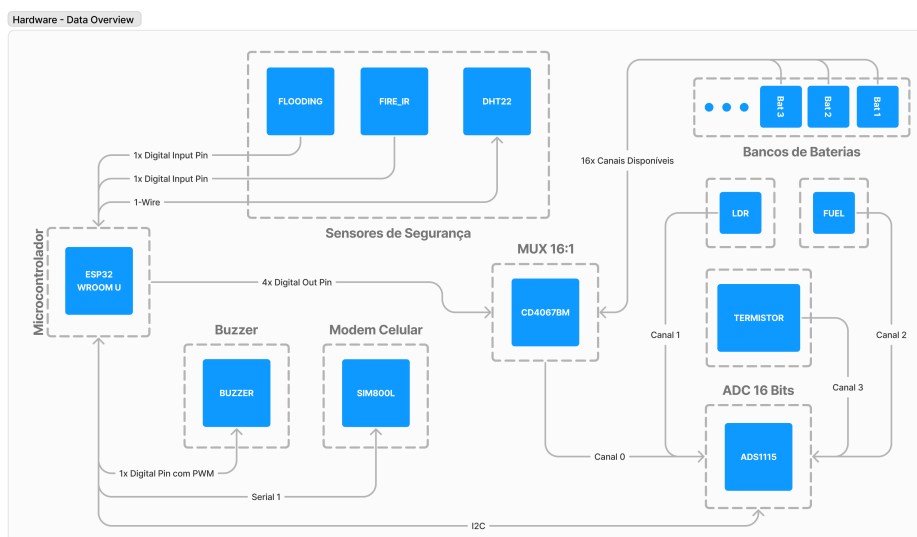 Hardware - Data Overview
FLOODING
FIRE_IR
DHT22
Bat 3
Bat 2
Bat 1
Bancos de Baterias
1x Digital Input Pin
16x Canais Disponíveis
1x Digital Input Pin
1-Wire
LDR
FUEL
Sensores de Segurança
Microcontrolador
MUX 16:1
ESP32
WROOM U
4x Digital Out Pin
CD4067BM
TERMISTOR
Buzzer
Modem Celular
Canal 1
Canal 2
BUZZER
SIM800L
Canal 3
ADC 16 Bits
Canal 0
ADS1115
1x Digital Pin com PWM
Serial 1
I2C